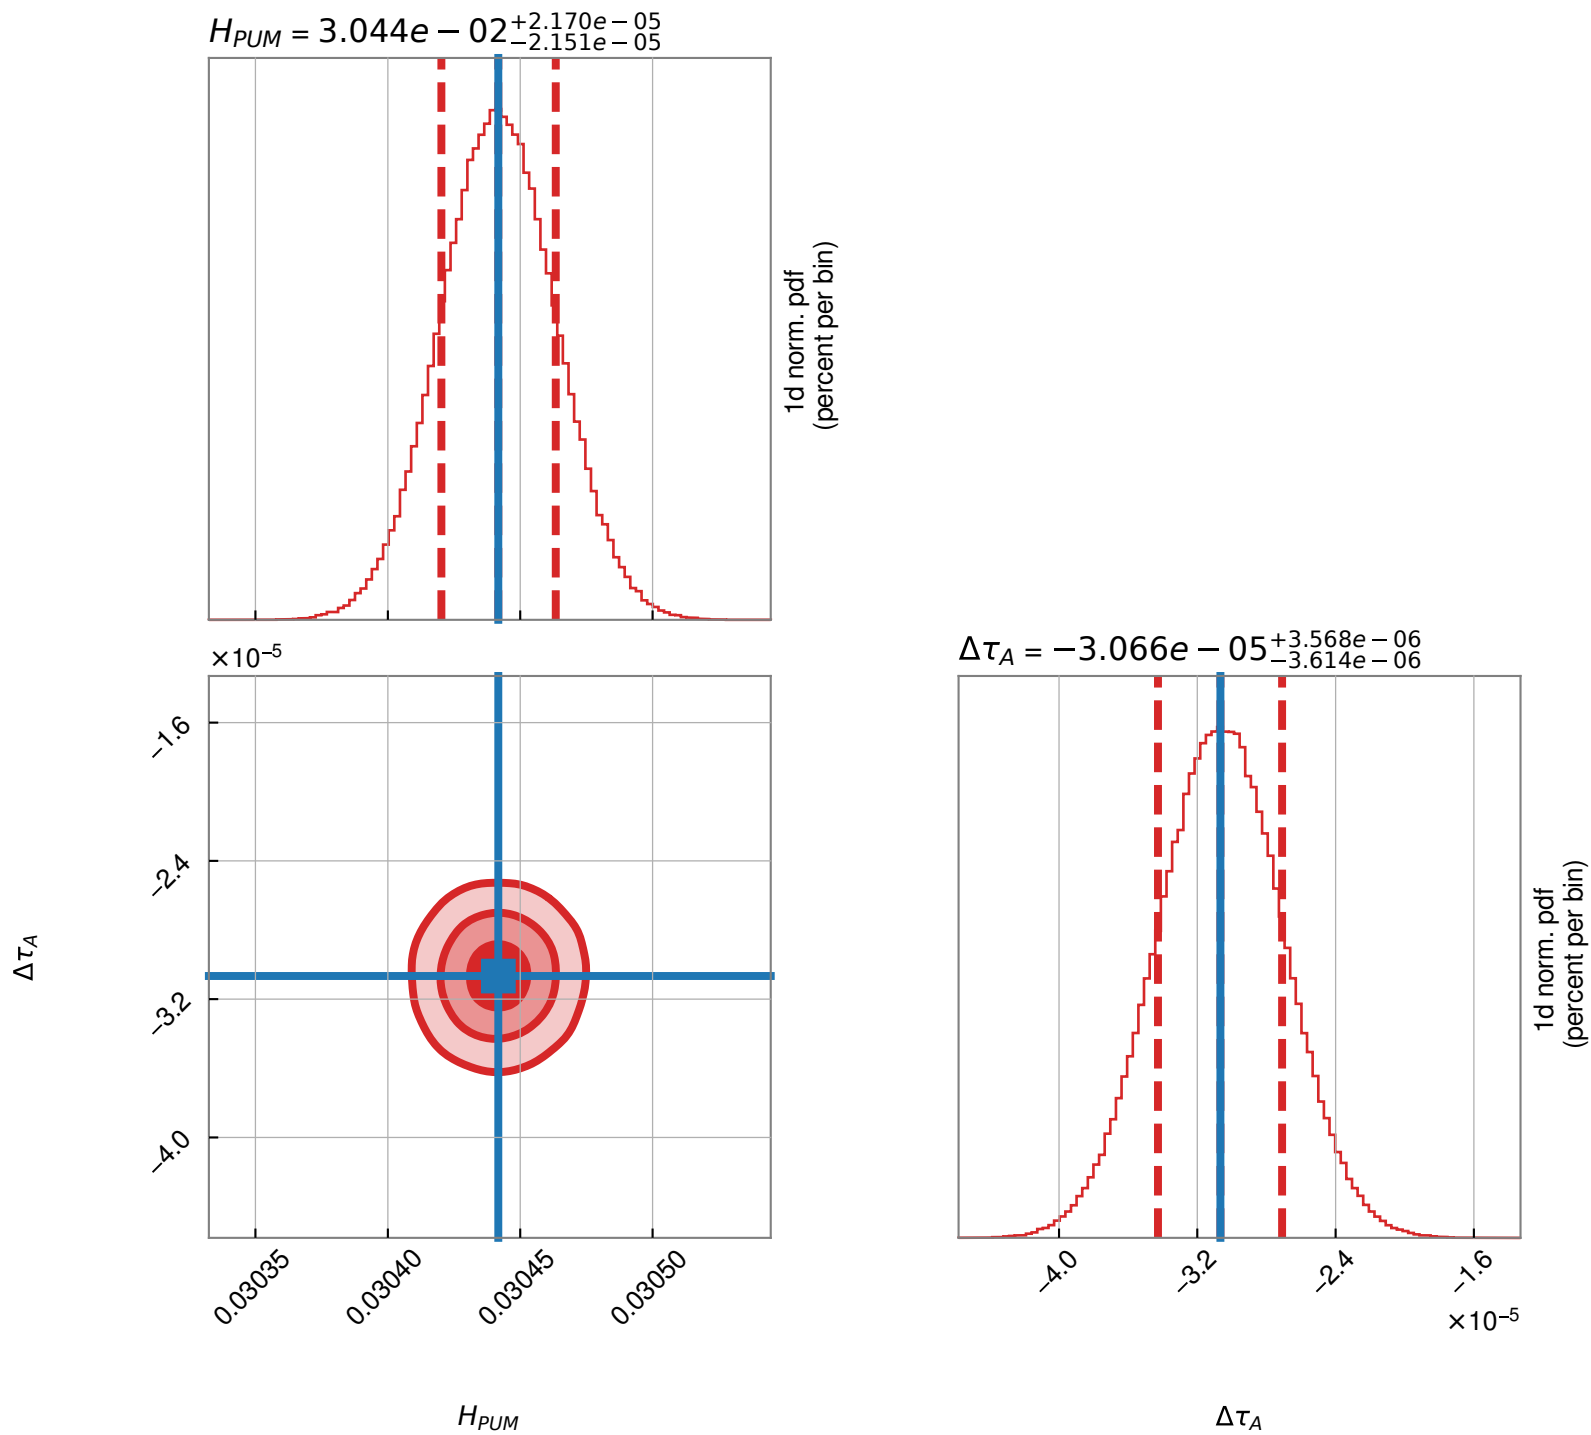 H_PUM = 3.044e − 02 +2.170e − 05 −2.151e − 05
1d norm. pdf
(percent per bin)
×10⁻⁵
−1.6
−2.4
−3.2
−4.0
Δτ_A
0.03035
0.03040
0.03045
0.03050
H_PUM
Δτ_A = −3.066e − 05 +3.568e − 06 −3.614e − 06
1d norm. pdf
(percent per bin)
−4.0
−3.2
−2.4
−1.6
×10⁻⁵
Δτ_A